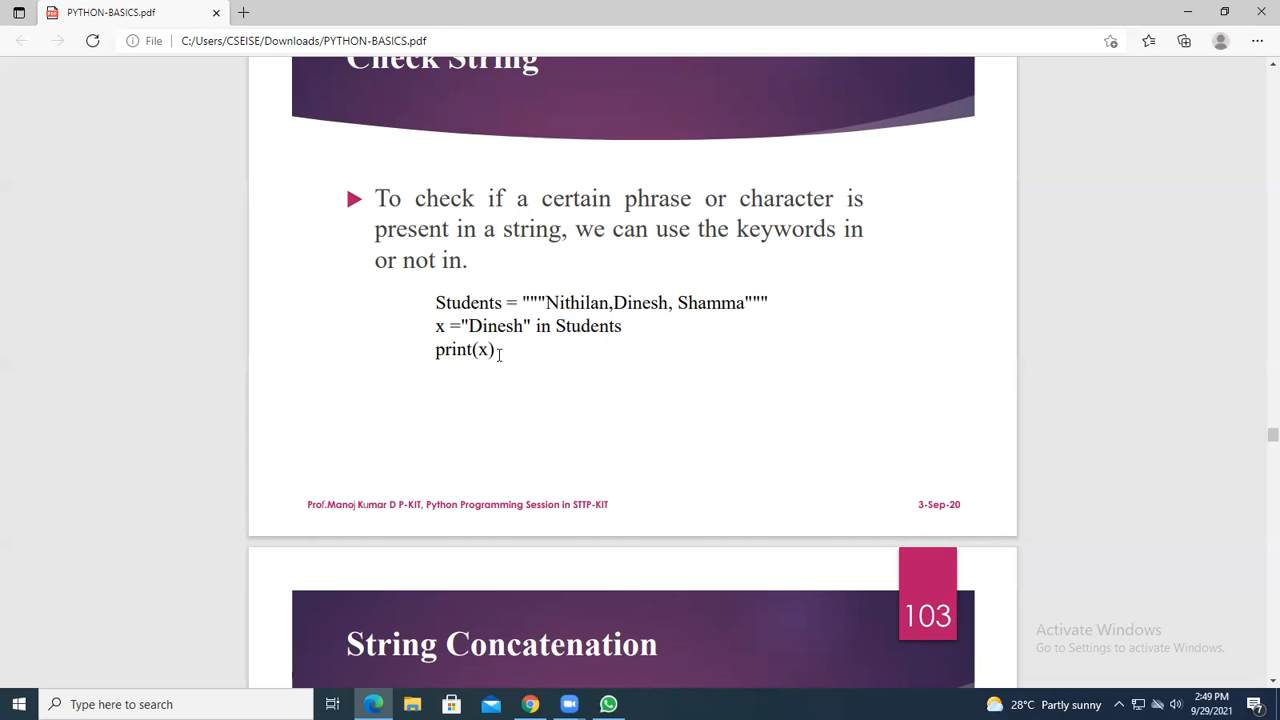 PYTHON-BASICS.pdf
File
C:/Users/CSEISE/Downloads/PYTHON-BASICS.pdf
Check String
To check if a certain phrase or character is
present in a string, we can use the keywords in
or not in.
Students = """Nithilan,Dinesh, Shamma"""
x ="Dinesh" in Students
print(x)
Prof.Manoj Kumar D P-KIT, Python Programming Session in STTP-KIT
3-Sep-20
103
String Concatenation
Activate Windows
Go to Settings to activate Windows.
Type here to search
28°C Partly sunny
2:49 PM
9/29/2021
7